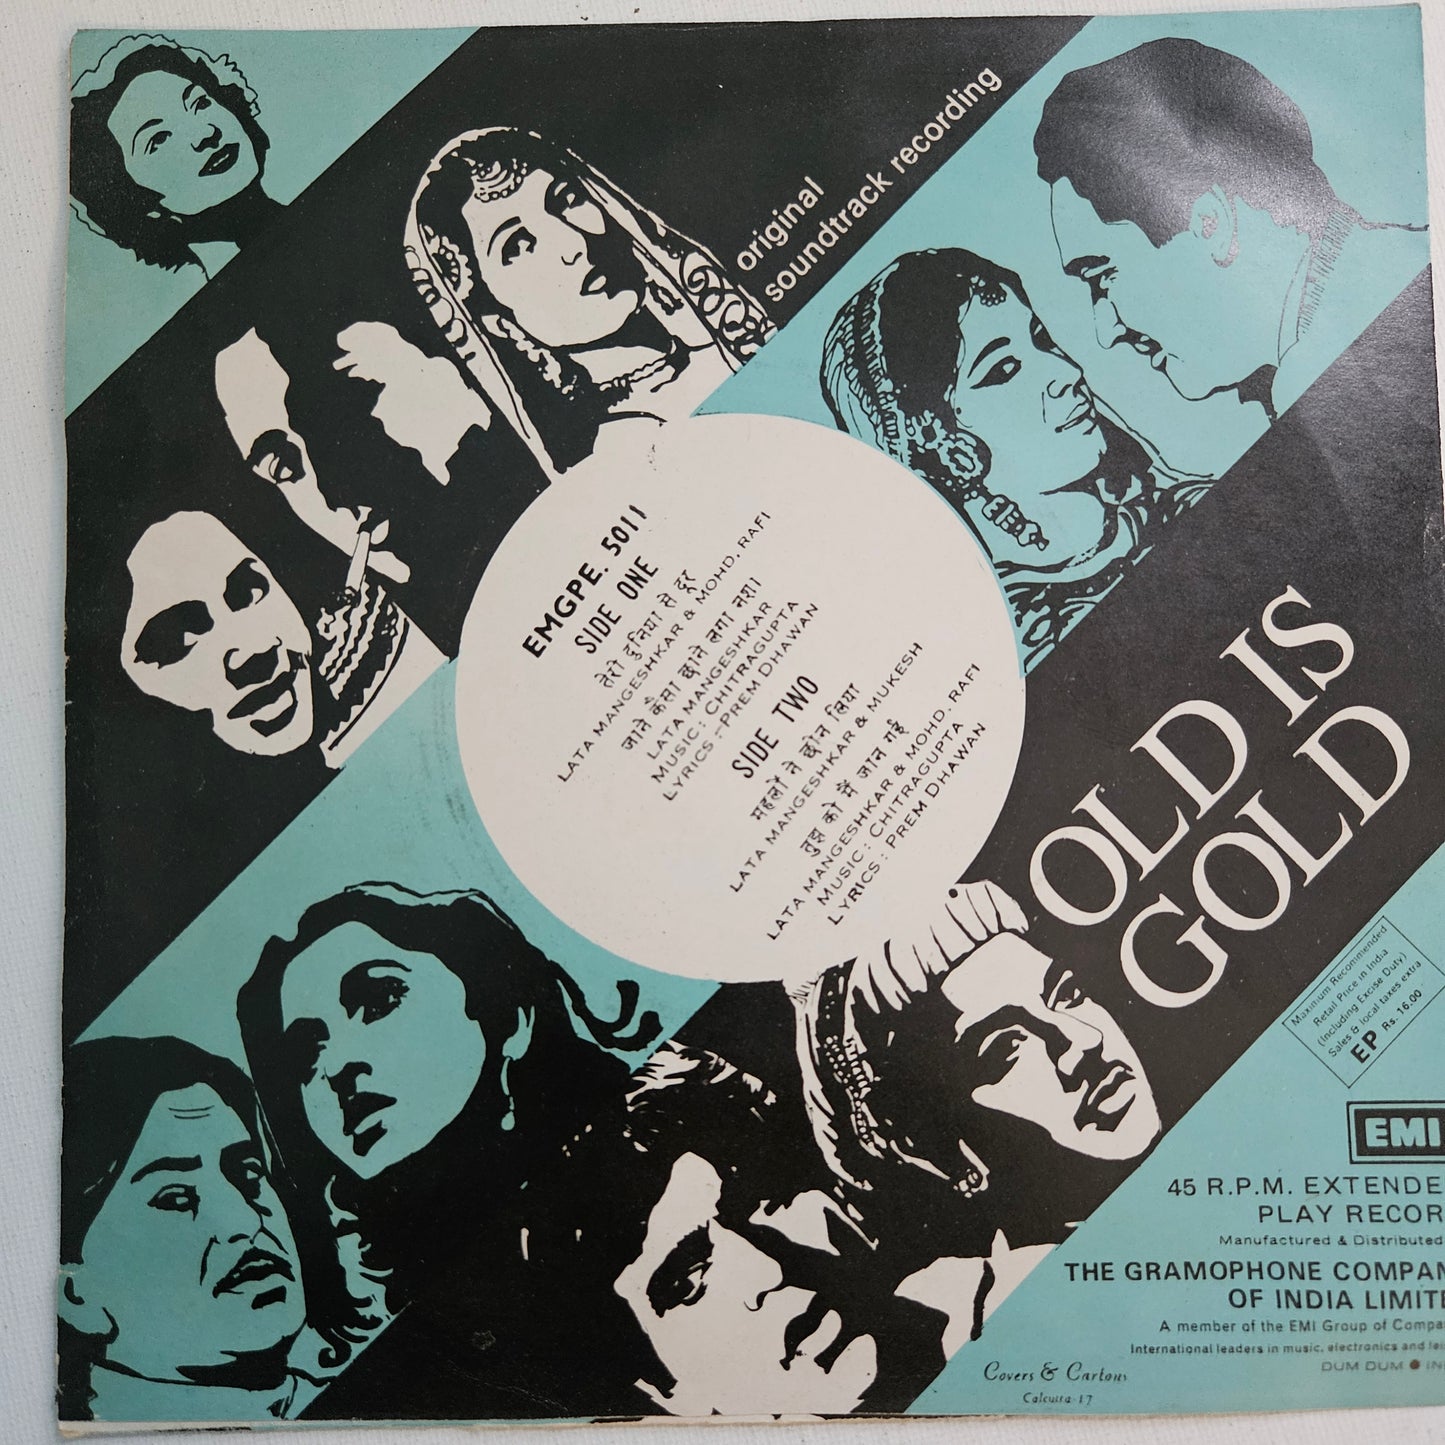 original
soundtrack recording
EMGPE. 5011
SIDE ONE
तेरी दुनिया से दूर
LATA MANGESHKAR & MOHD. RAFI
जाने कैसा छाने लगा नशा
LATA MANGESHKAR
MUSIC : CHITRAGUPTA
LYRICS : PREM DHAWAN
SIDE TWO
महलों ने छीन लिया
LATA MANGESHKAR & MUKESH
तुझ को मैं जान गई
LATA MANGESHKAR & MOHD. RAFI
MUSIC : CHITRAGUPTA
LYRICS : PREM DHAWAN
OLD IS
GOLD
Maximum Recommended
Retail Price in India
(Including Excise Duty)
Sales & local taxes extra
EP Rs. 16.00
EMI
45 R.P.M. EXTENDE
PLAY RECOR
Manufactured & Distributed
THE GRAMOPHONE COMPAN
OF INDIA LIMIT
A member of the EMI Group of Compa
International leaders in music, electronics and
DUM DUM ● IN
Covers & Cartons
Calcutta-17